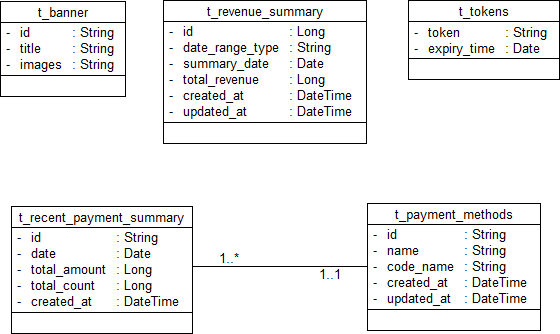 t_banner
- id : String
- title : String
- images : String
t_revenue_summary
- id : Long
- date_range_type : String
- summary_date : Date
- total_revenue : Long
- created_at : DateTime
- updated_at : DateTime
t_tokens
- token : String
- expiry_time : Date
t_recent_payment_summary
- id : String
- date : Date
- total_amount : Long
- total_count : Long
- created_at : DateTime
1..*
1..1
t_payment_methods
- id : String
- name : String
- code_name : String
- created_at : DateTime
- updated_at : DateTime